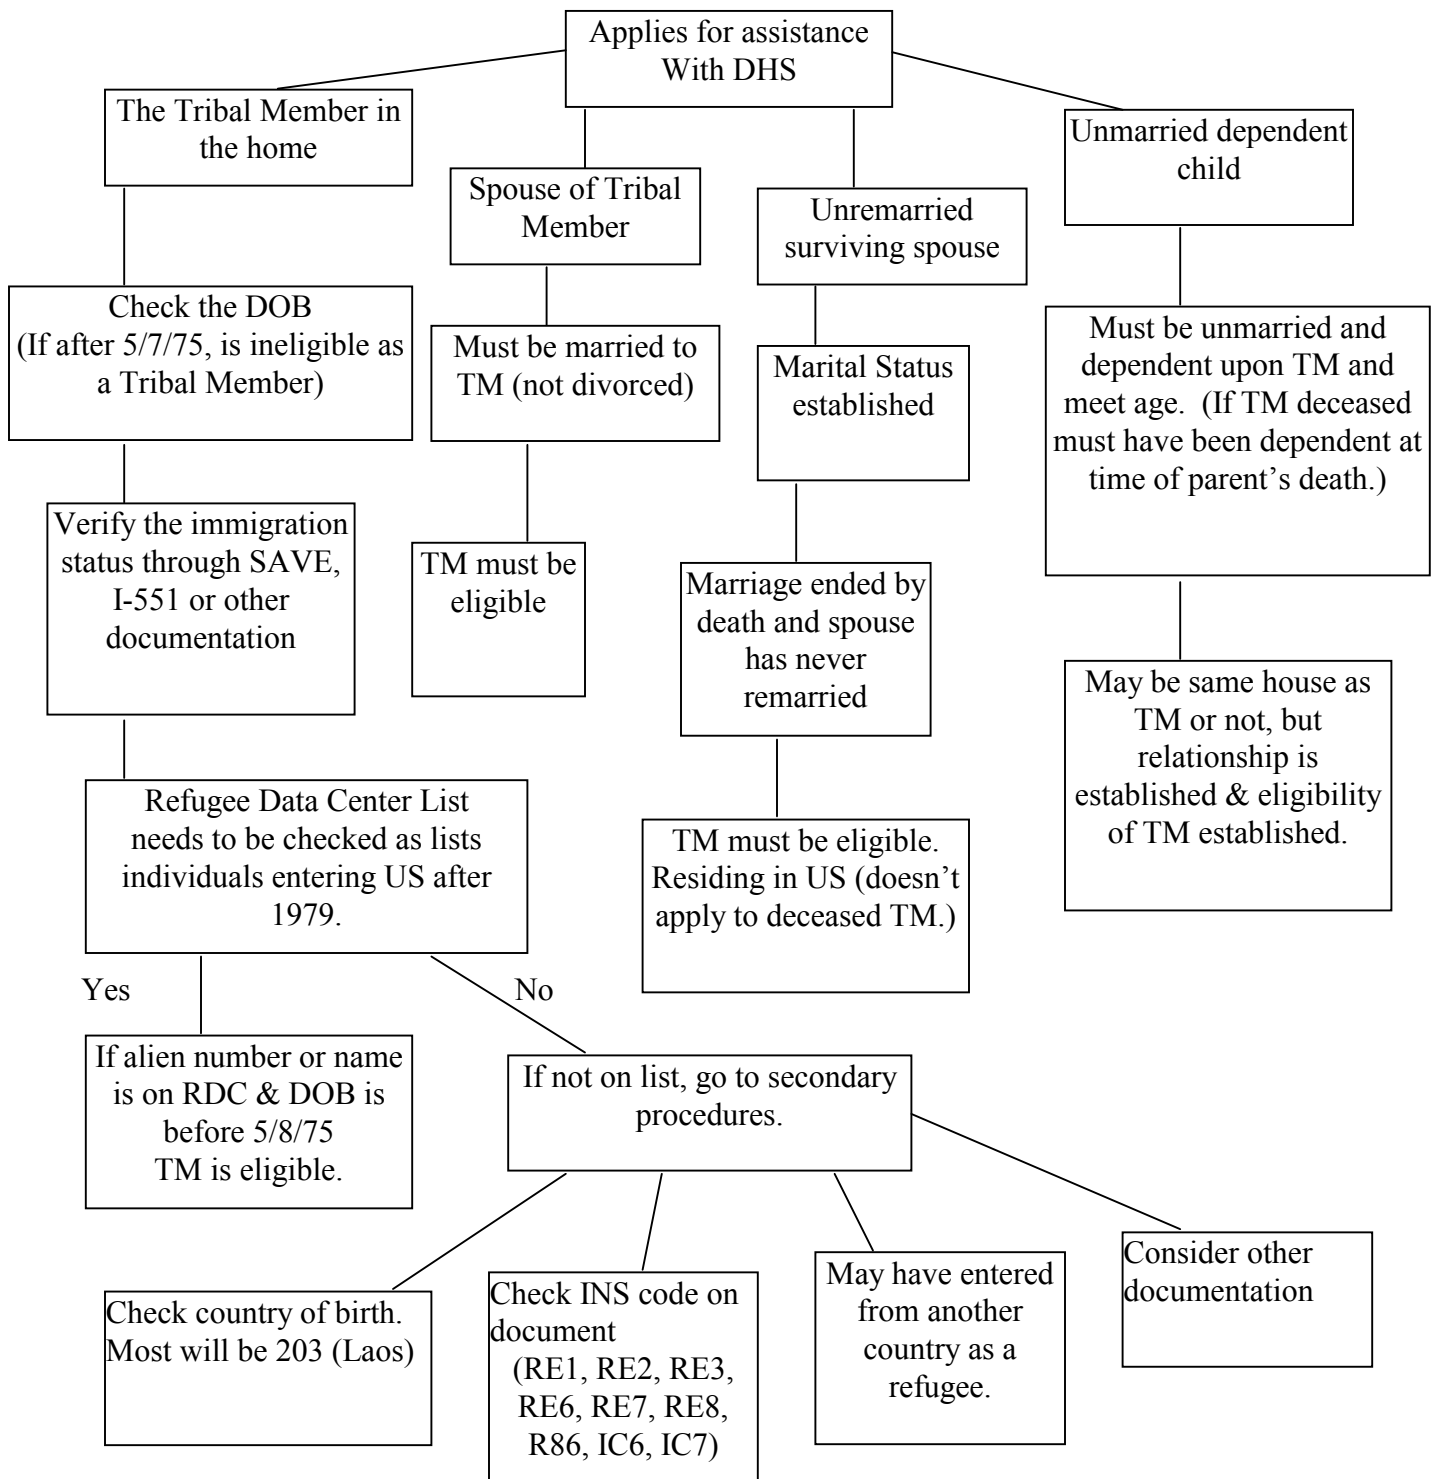 Applies for assistance
With DHS
The Tribal Member in
the home
Spouse of Tribal
Member
Unremarried
surviving spouse
Unmarried dependent
child
Check the DOB
(If after 5/7/75, is ineligible as
a Tribal Member)
Must be married to
TM (not divorced)
Marital Status
established
Must be unmarried and
dependent upon TM and
meet age.  (If TM deceased
must have been dependent at
time of parent’s death.)
Verify the immigration
status through SAVE,
I-551 or other
documentation
TM must be
eligible
Marriage ended by
death and spouse
has never
remarried
May be same house as
TM or not, but
relationship is
established & eligibility
of TM established.
Refugee Data Center List
needs to be checked as lists
individuals entering US after
1979.
TM must be eligible.
Residing in US (doesn’t
apply to deceased TM.)
Yes
No
If alien number or name
is on RDC & DOB is
before 5/8/75
TM is eligible.
If not on list, go to secondary
procedures.
Check country of birth.
Most will be 203 (Laos)
Check INS code on
document
(RE1, RE2, RE3,
RE6, RE7, RE8,
R86, IC6, IC7)
May have entered
from another
country as a
refugee.
Consider other
documentation